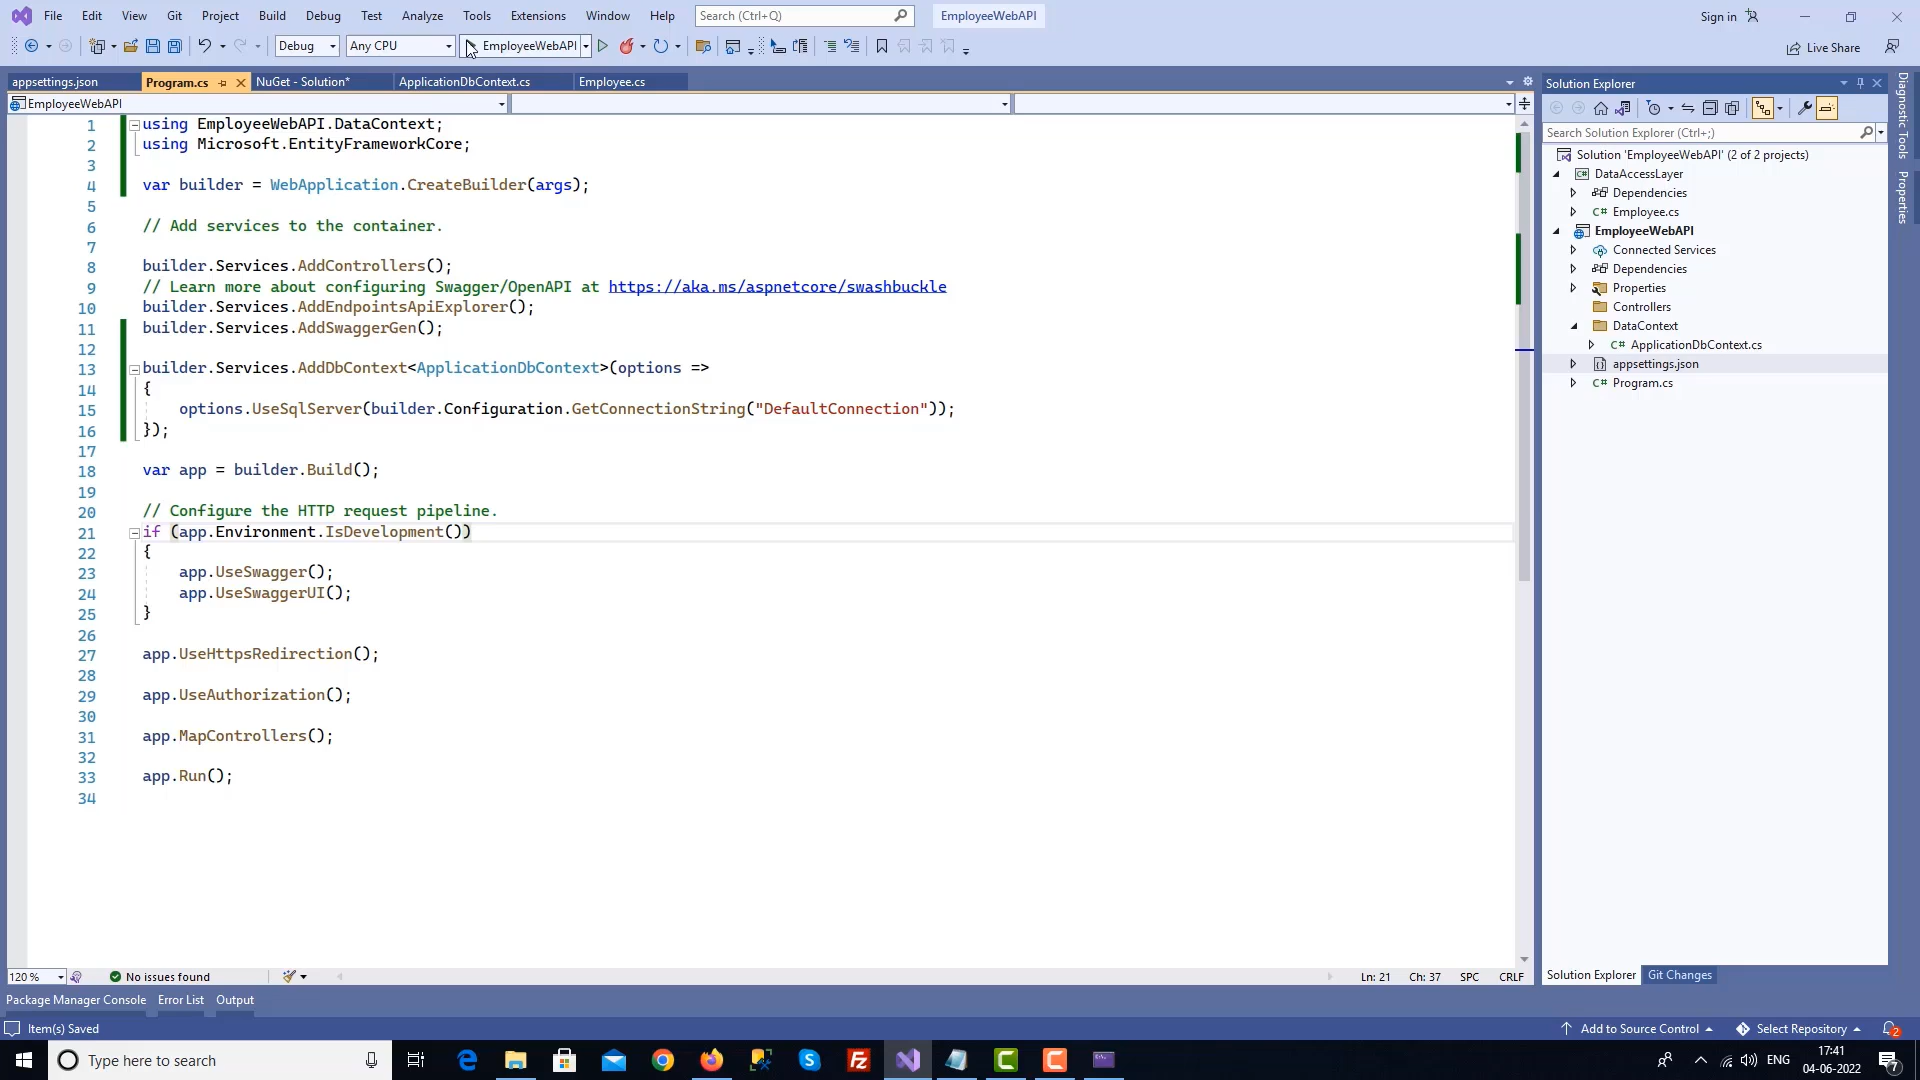 File Edit View Git Project Build Debug Test Analyze Tools Extensions Window Help Search (Ctrl+Q) EmployeeWebAPI Sign in
Debug Any CPU EmployeeWebAPI Live Share
appsettings.json Program.cs NuGet - Solution* ApplicationDbContext.cs Employee.cs
EmployeeWebAPI
1 using EmployeeWebAPI.DataContext;
2 using Microsoft.EntityFrameworkCore;
3
4 var builder = WebApplication.CreateBuilder(args);
5
6 // Add services to the container.
7
8 builder.Services.AddControllers();
9 // Learn more about configuring Swagger/OpenAPI at https://aka.ms/aspnetcore/swashbuckle
10 builder.Services.AddEndpointsApiExplorer();
11 builder.Services.AddSwaggerGen();
12
13 builder.Services.AddDbContext<ApplicationDbContext>(options =>
14 {
15 options.UseSqlServer(builder.Configuration.GetConnectionString("DefaultConnection"));
16 });
17
18 var app = builder.Build();
19
20 // Configure the HTTP request pipeline.
21 if (app.Environment.IsDevelopment())
22 {
23 app.UseSwagger();
24 app.UseSwaggerUI();
25 }
26
27 app.UseHttpsRedirection();
28
29 app.UseAuthorization();
30
31 app.MapControllers();
32
33 app.Run();
34
120 % No issues found Ln: 21 Ch: 37 SPC CRLF
Solution Explorer
Search Solution Explorer (Ctrl+;)
Solution 'EmployeeWebAPI' (2 of 2 projects)
DataAccessLayer
Dependencies
C# Employee.cs
EmployeeWebAPI
Connected Services
Dependencies
Properties
Controllers
DataContext
C# ApplicationDbContext.cs
appsettings.json
C# Program.cs
Solution Explorer Git Changes
Diagnostic Tools
Properties
Package Manager Console Error List Output
Item(s) Saved Add to Source Control Select Repository 2
Type here to search ENG 17:41
04-06-2022 7